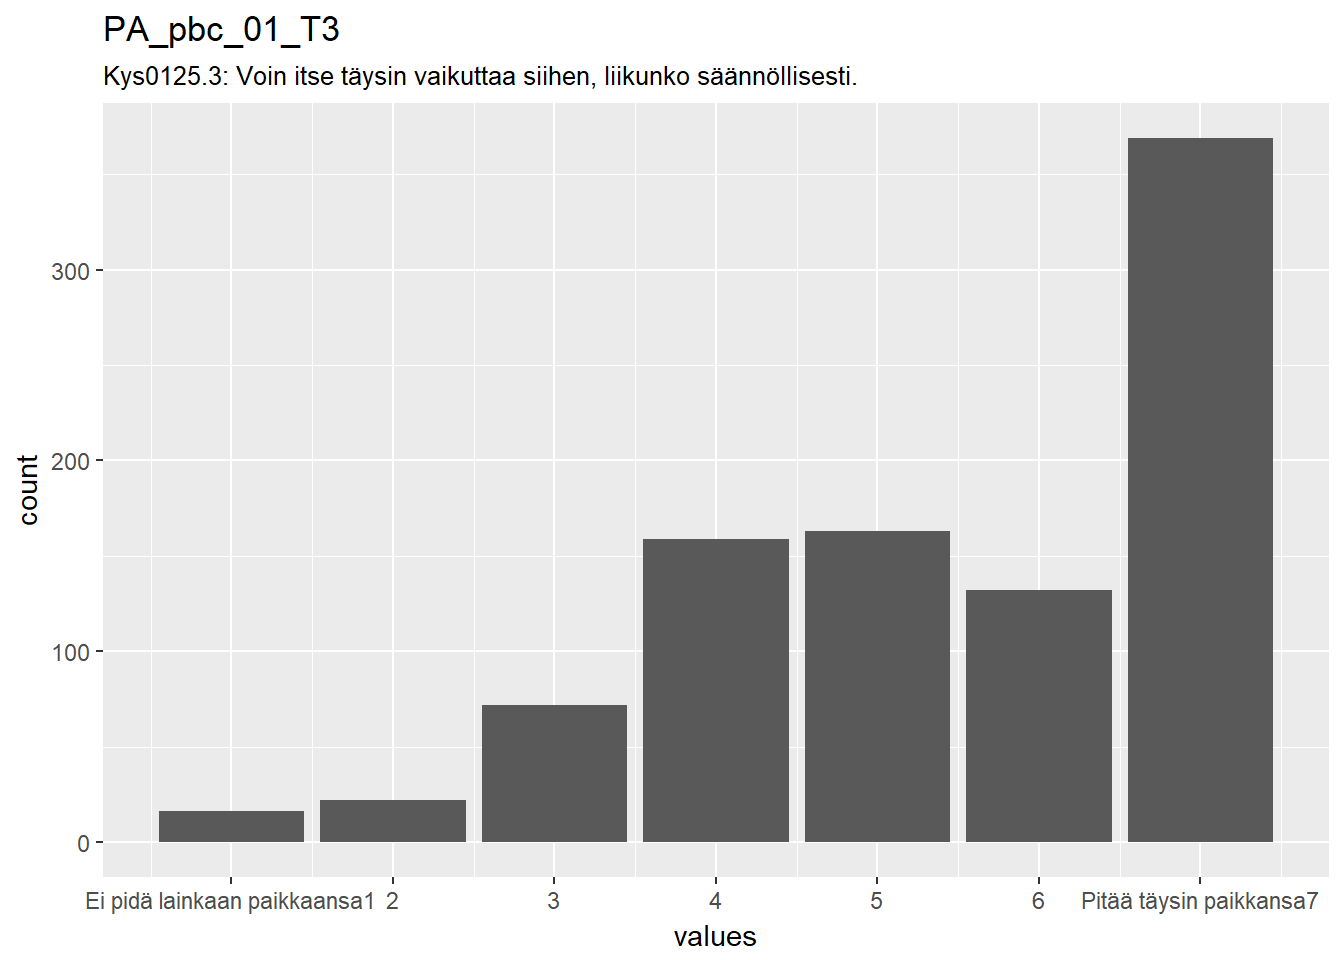 PA_pbc_01_T3
Kys0125.3: Voin itse täysin vaikuttaa siihen, liikunko säännöllisesti.
300
200
100
0
count
Ei pidä lainkaan paikkaansa1 2 3 4 5 6 Pitää täysin paikkansa7
values